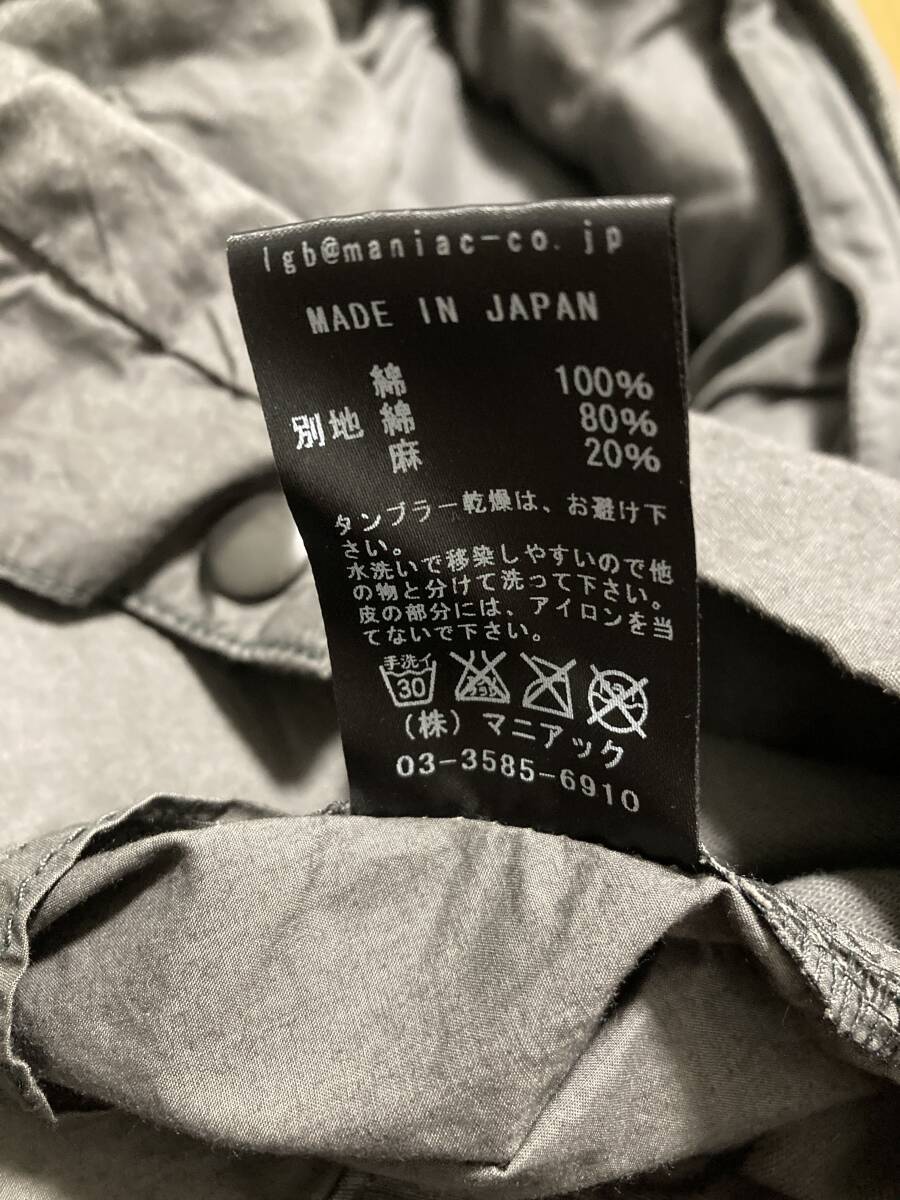 lgb@maniac-co.jp
MADE IN JAPAN
綿 100%
別地 綿 80%
麻 20%
タンブラー乾燥は、お避け下
さい。
水洗いで移染しやすいので他
の物と分けて洗って下さい。
皮の部分には、アイロンを当
てないで下さい。
手洗イ
30
(株) マニアック
03-3585-6910